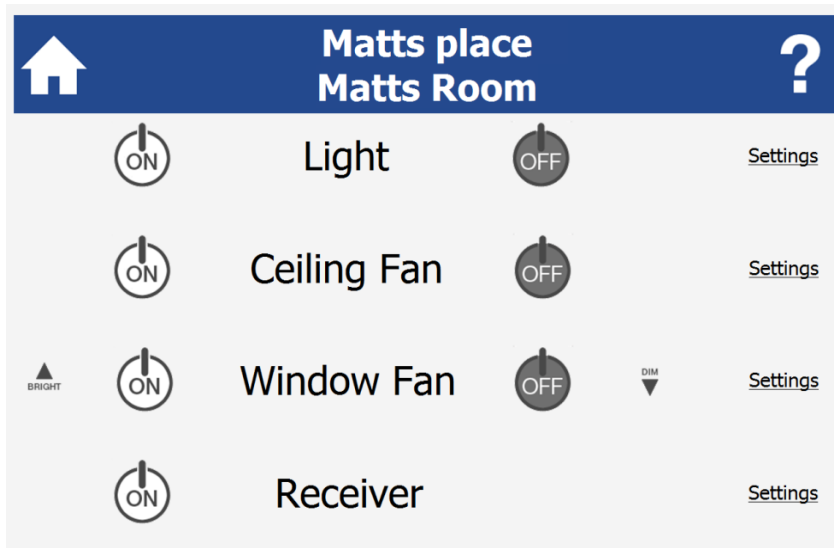 Matts place
Matts Room
?
ON Light OFF Settings
ON Ceiling Fan OFF Settings
BRIGHT ON Window Fan OFF DIM Settings
ON Receiver Settings